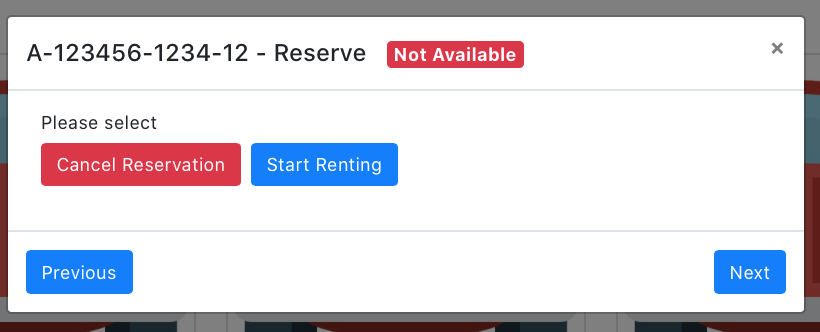 A-123456-1234-12 - Reserve Not Available ×
Please select
Cancel Reservation Start Renting
Previous Next